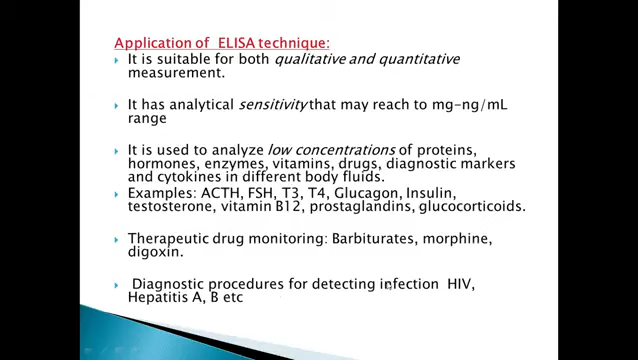 Application of ELISA technique:
It is suitable for both qualitative and quantitative
measurement.
It has analytical sensitivity that may reach to mg-ng/mL
range
It is used to analyze low concentrations of proteins,
hormones, enzymes, vitamins, drugs, diagnostic markers
and cytokines in different body fluids.
Examples: ACTH, FSH, T3, T4, Glucagon, Insulin,
testosterone, vitamin B12, prostaglandins, glucocorticoids.
Therapeutic drug monitoring: Barbiturates, morphine,
digoxin.
Diagnostic procedures for detecting infection HIV,
Hepatitis A, B etc